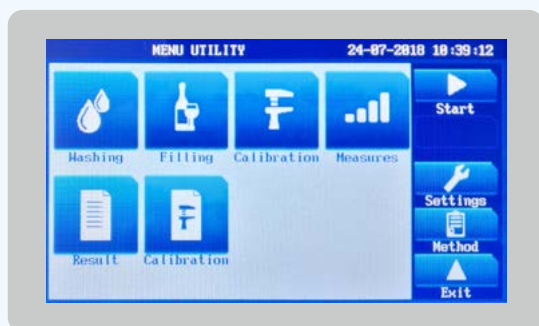 MENU UTILITY 24-07-2018 10:39:12
Start
Washing Filling Calibration Measures
Settings
Method
Result Calibration
Exit